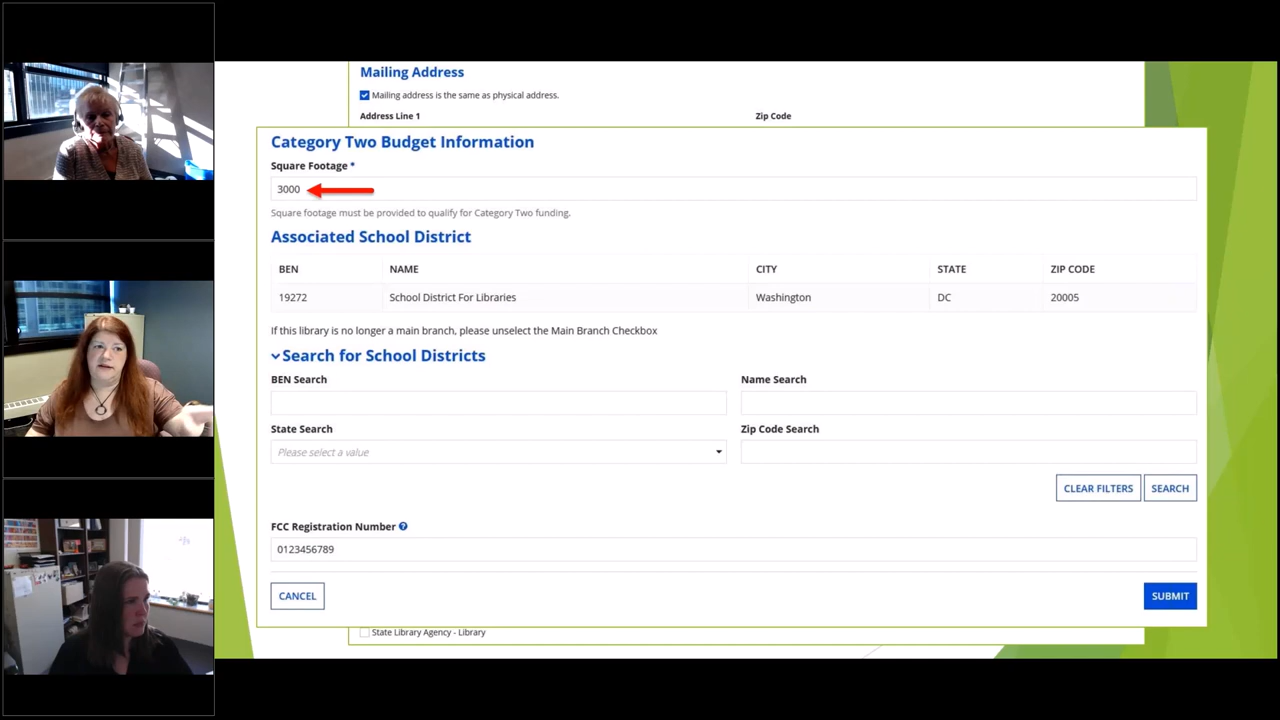 Mailing Address
Mailing address is the same as physical address.
Address Line 1 Zip Code
Category Two Budget Information
Square Footage *
3000
Square footage must be provided to qualify for Category Two funding.
Associated School District
BEN NAME CITY STATE ZIP CODE
19272 School District For Libraries Washington DC 20005
If this library is no longer a main branch, please unselect the Main Branch Checkbox
Search for School Districts
BEN Search Name Search
State Search Zip Code Search
Please select a value
CLEAR FILTERS SEARCH
FCC Registration Number ?
0123456789
CANCEL SUBMIT
State Library Agency - Library